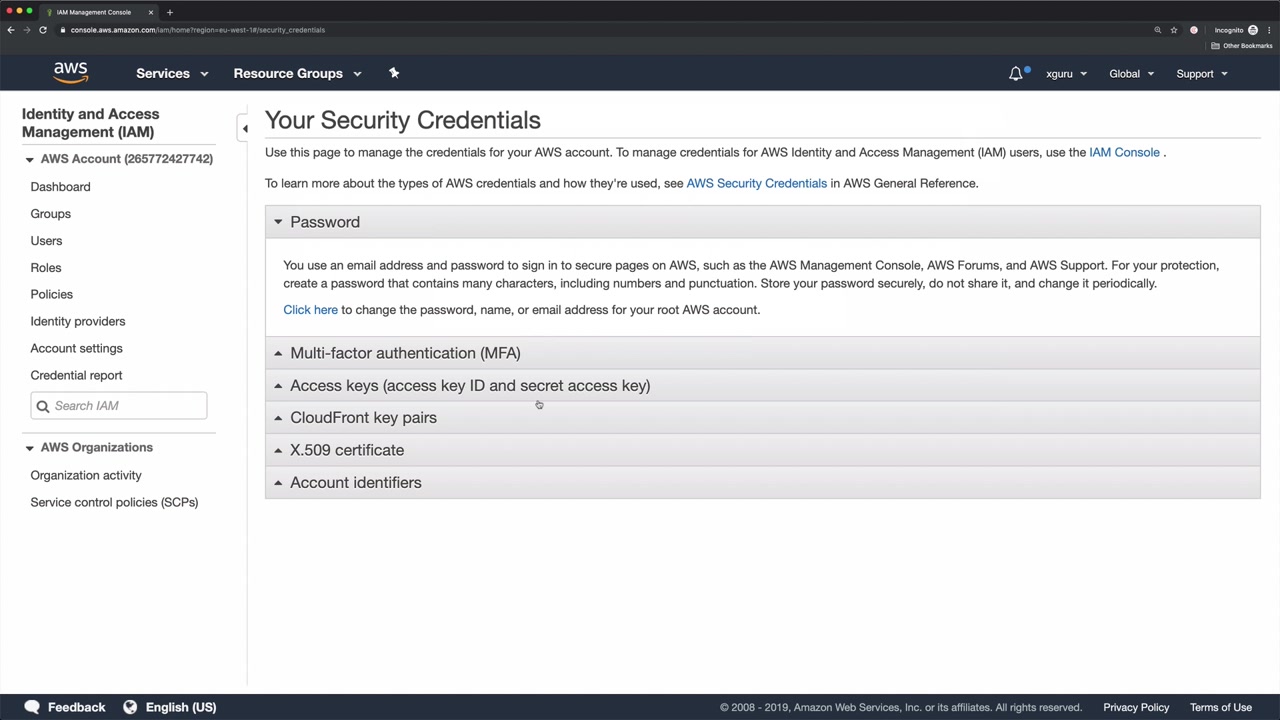 IAM Management Console
console.aws.amazon.com/iam/home?region=eu-west-1#/security_credentials
Incognito
Other Bookmarks
aws
Services
Resource Groups
xguru
Global
Support
Identity and Access
Management (IAM)
AWS Account (265772427742)
Dashboard
Groups
Users
Roles
Policies
Identity providers
Account settings
Credential report
Search IAM
AWS Organizations
Organization activity
Service control policies (SCPs)
Your Security Credentials
Use this page to manage the credentials for your AWS account. To manage credentials for AWS Identity and Access Management (IAM) users, use the IAM Console .
To learn more about the types of AWS credentials and how they're used, see AWS Security Credentials in AWS General Reference.
Password
You use an email address and password to sign in to secure pages on AWS, such as the AWS Management Console, AWS Forums, and AWS Support. For your protection,
create a password that contains many characters, including numbers and punctuation. Store your password securely, do not share it, and change it periodically.
Click here to change the password, name, or email address for your root AWS account.
Multi-factor authentication (MFA)
Access keys (access key ID and secret access key)
CloudFront key pairs
X.509 certificate
Account identifiers
Feedback
English (US)
© 2008 - 2019, Amazon Web Services, Inc. or its affiliates. All rights reserved.
Privacy Policy
Terms of Use